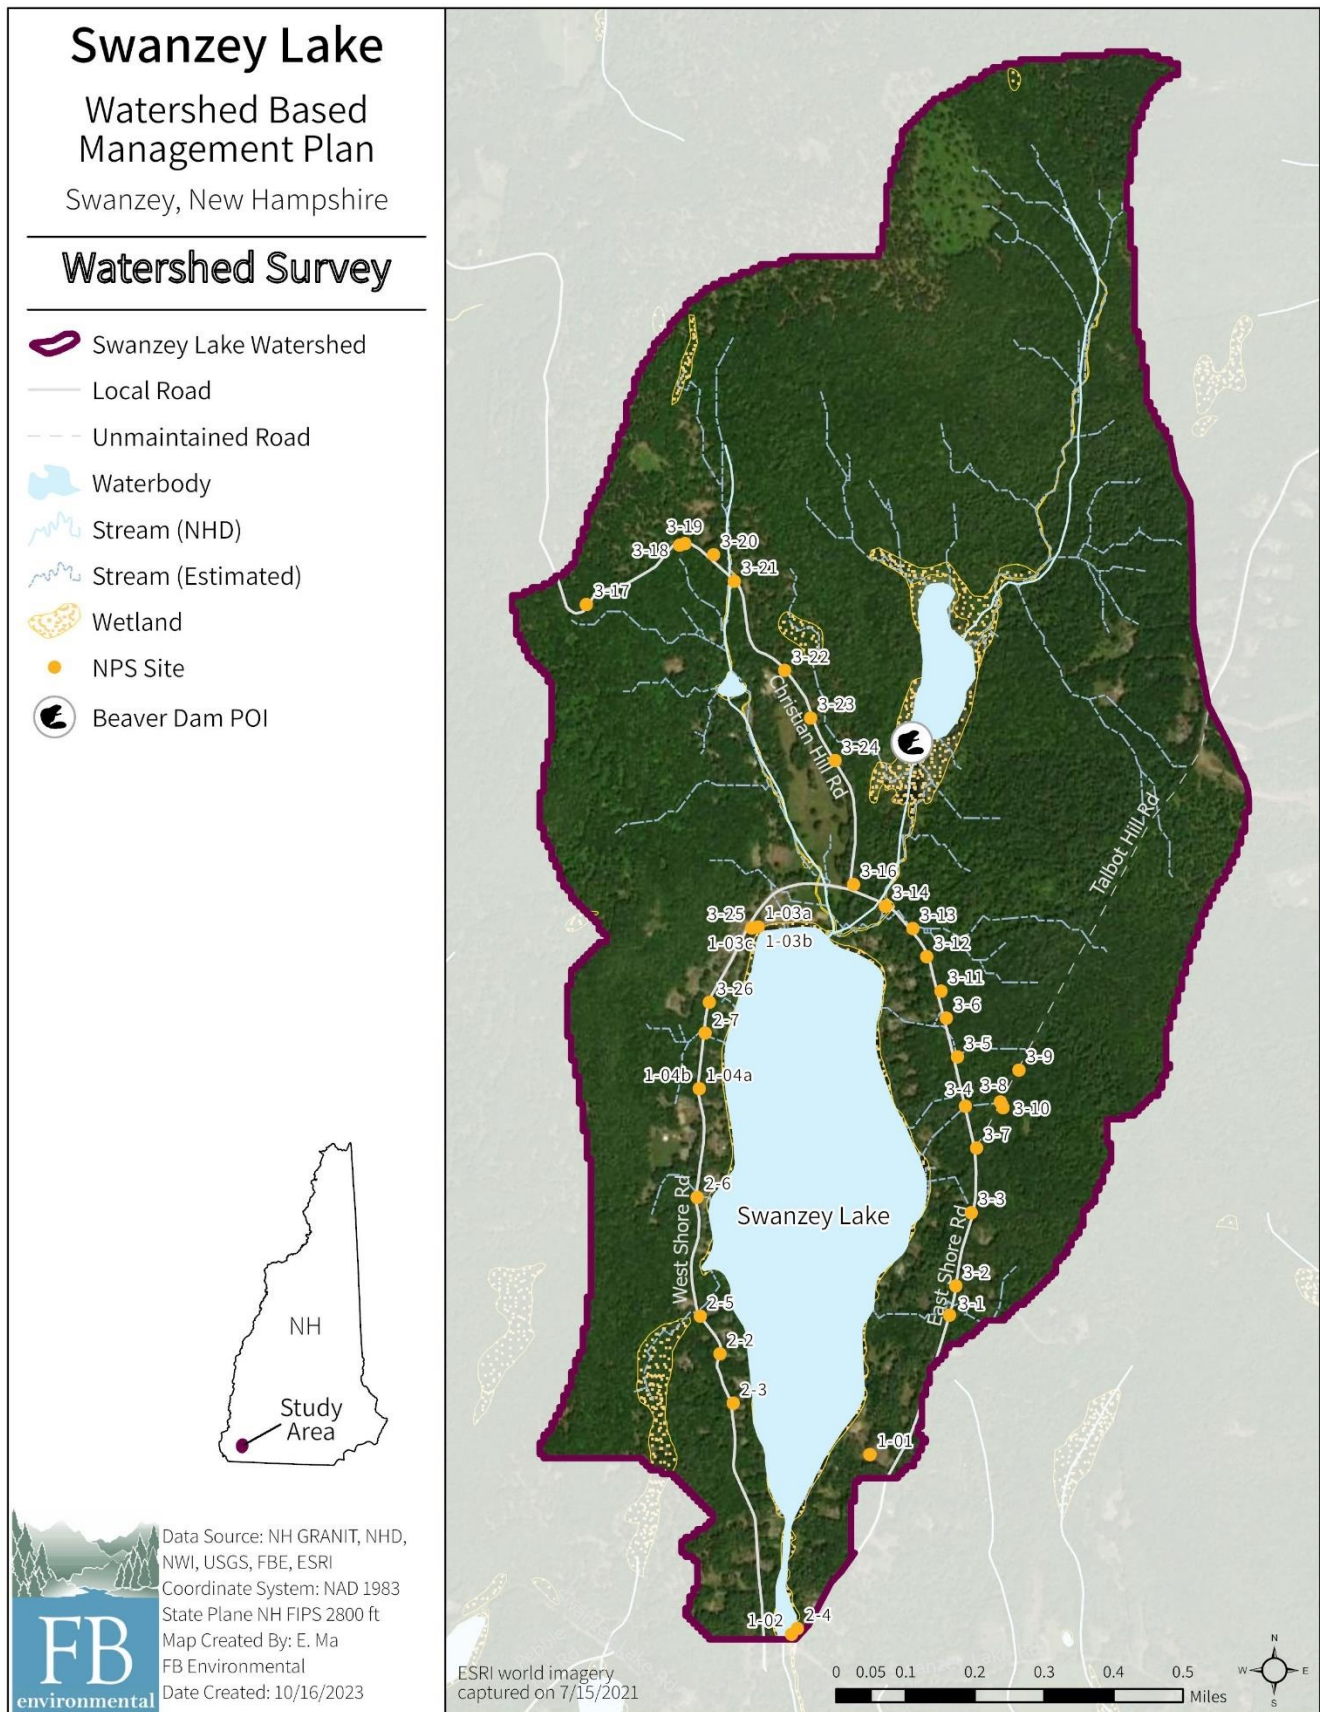 Swanzey Lake
Watershed Based
Management Plan
Swanzey, New Hampshire
Watershed Survey
Swanzey Lake Watershed
Local Road
Unmaintained Road
Waterbody
Stream (NHD)
Stream (Estimated)
Wetland
NPS Site
Beaver Dam POI
NH
Study
Area
FB
environmental
Data Source: NH GRANIT, NHD,
NWI, USGS, FBE, ESRI
Coordinate System: NAD 1983
State Plane NH FIPS 2800 ft
Map Created By: E. Ma
FB Environmental
Date Created: 10/16/2023
3-19
3-18
3-20
3-21
3-17
3-22
Christian Hill Rd
3-23
3-24
Talbot Hill Rd
3-16
3-14
3-25
1-03a
3-13
1-03c
1-03b
3-12
3-11
3-26
3-6
2-7
3-5
3-9
1-04b
1-04a
3-8
3-4
3-10
3-7
2-6
West Shore Rd
Swanzey Lake
3-3
East Shore Rd
3-2
2-5
3-1
2-2
2-3
1-01
1-02
2-4
ESRI world imagery
captured on 7/15/2021
0 0.05 0.1 0.2 0.3 0.4 0.5
Miles
N
W
E
S